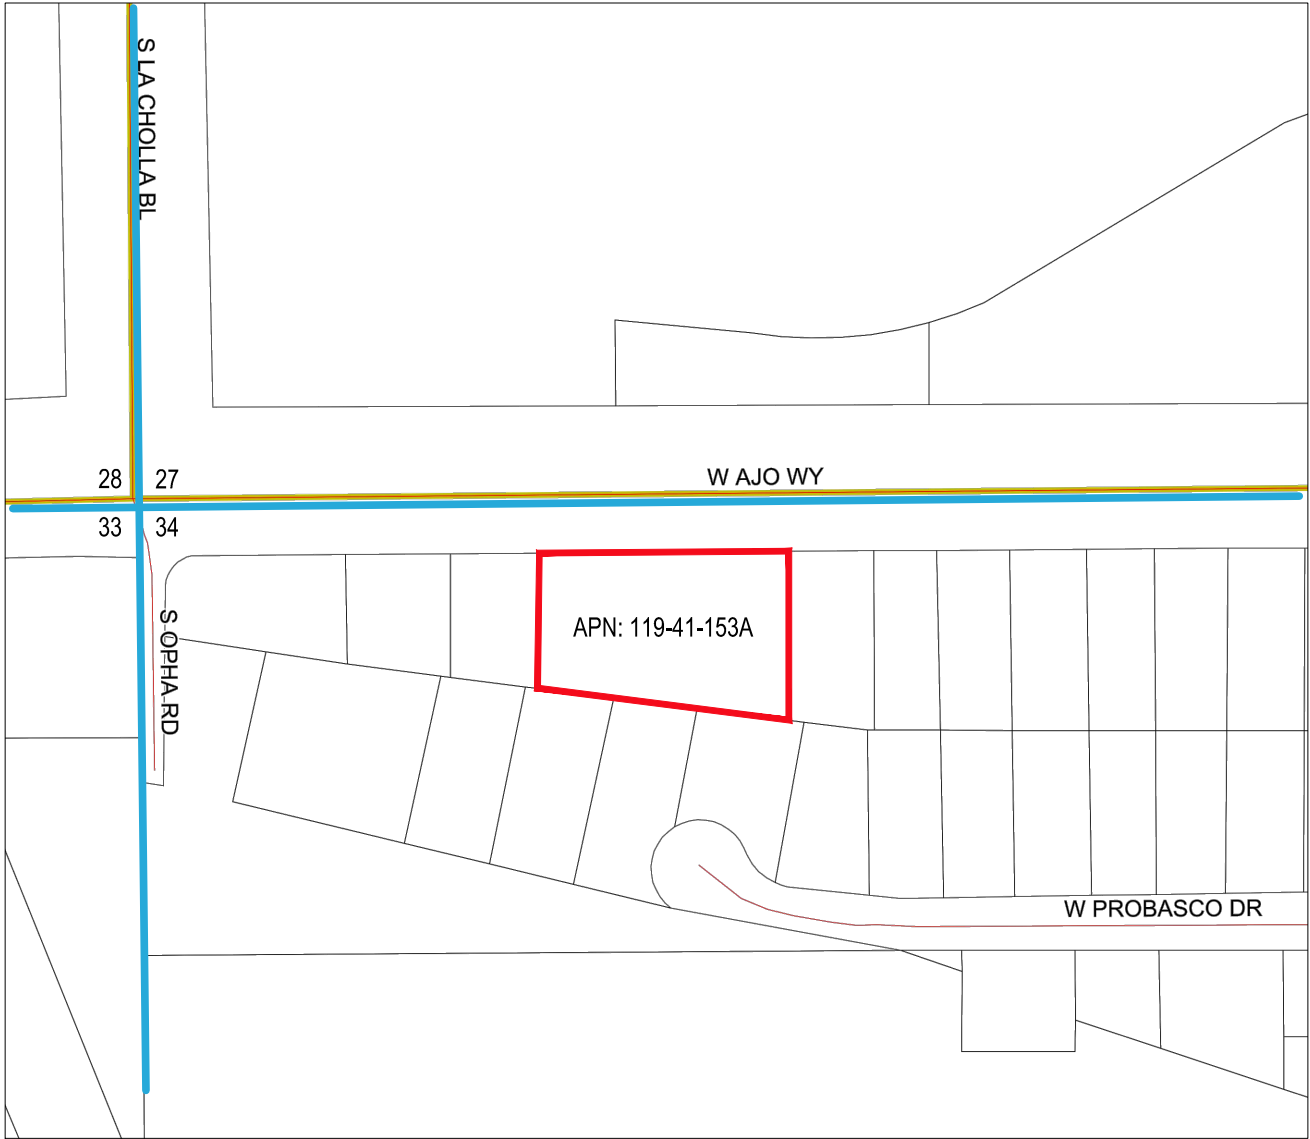 S LA CHOLLA BL
W AJO WY
28 27
33 34
S OPHA RD
APN: 119-41-153A
W PROBASCO DR